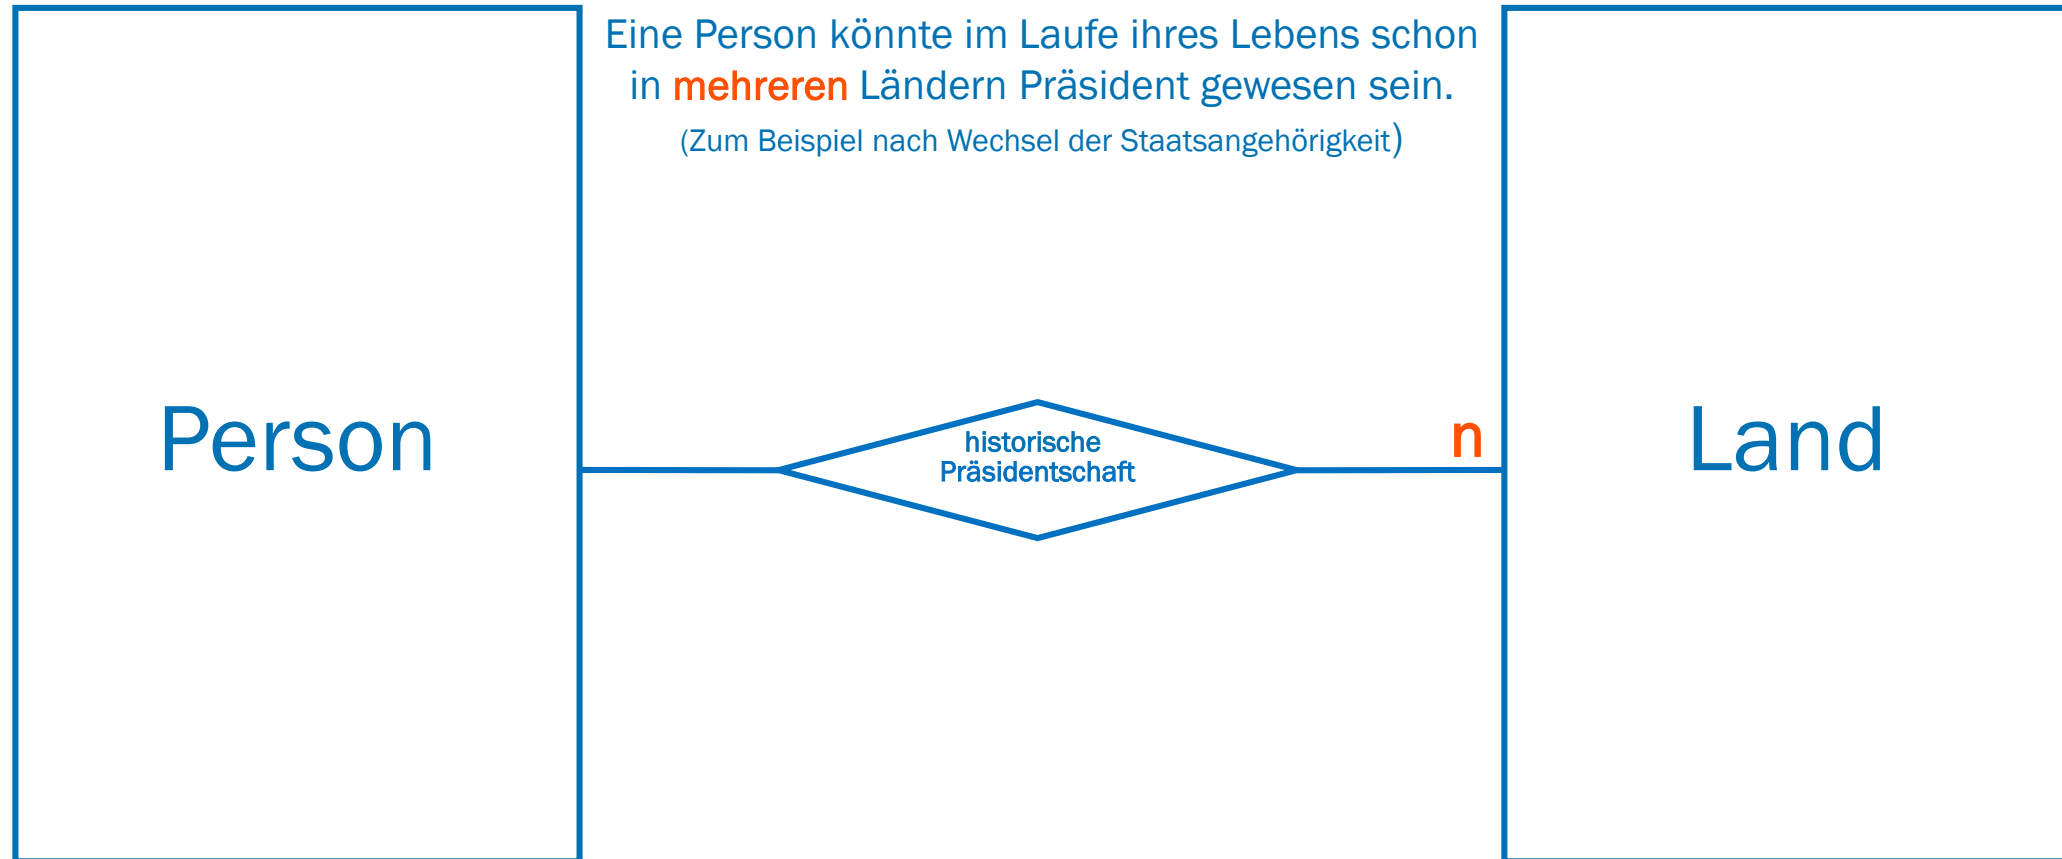 Eine Person könnte im Laufe ihres Lebens schon
in mehreren Ländern Präsident gewesen sein.
(Zum Beispiel nach Wechsel der Staatsangehörigkeit)
Person
historische
Präsidentschaft
n
Land